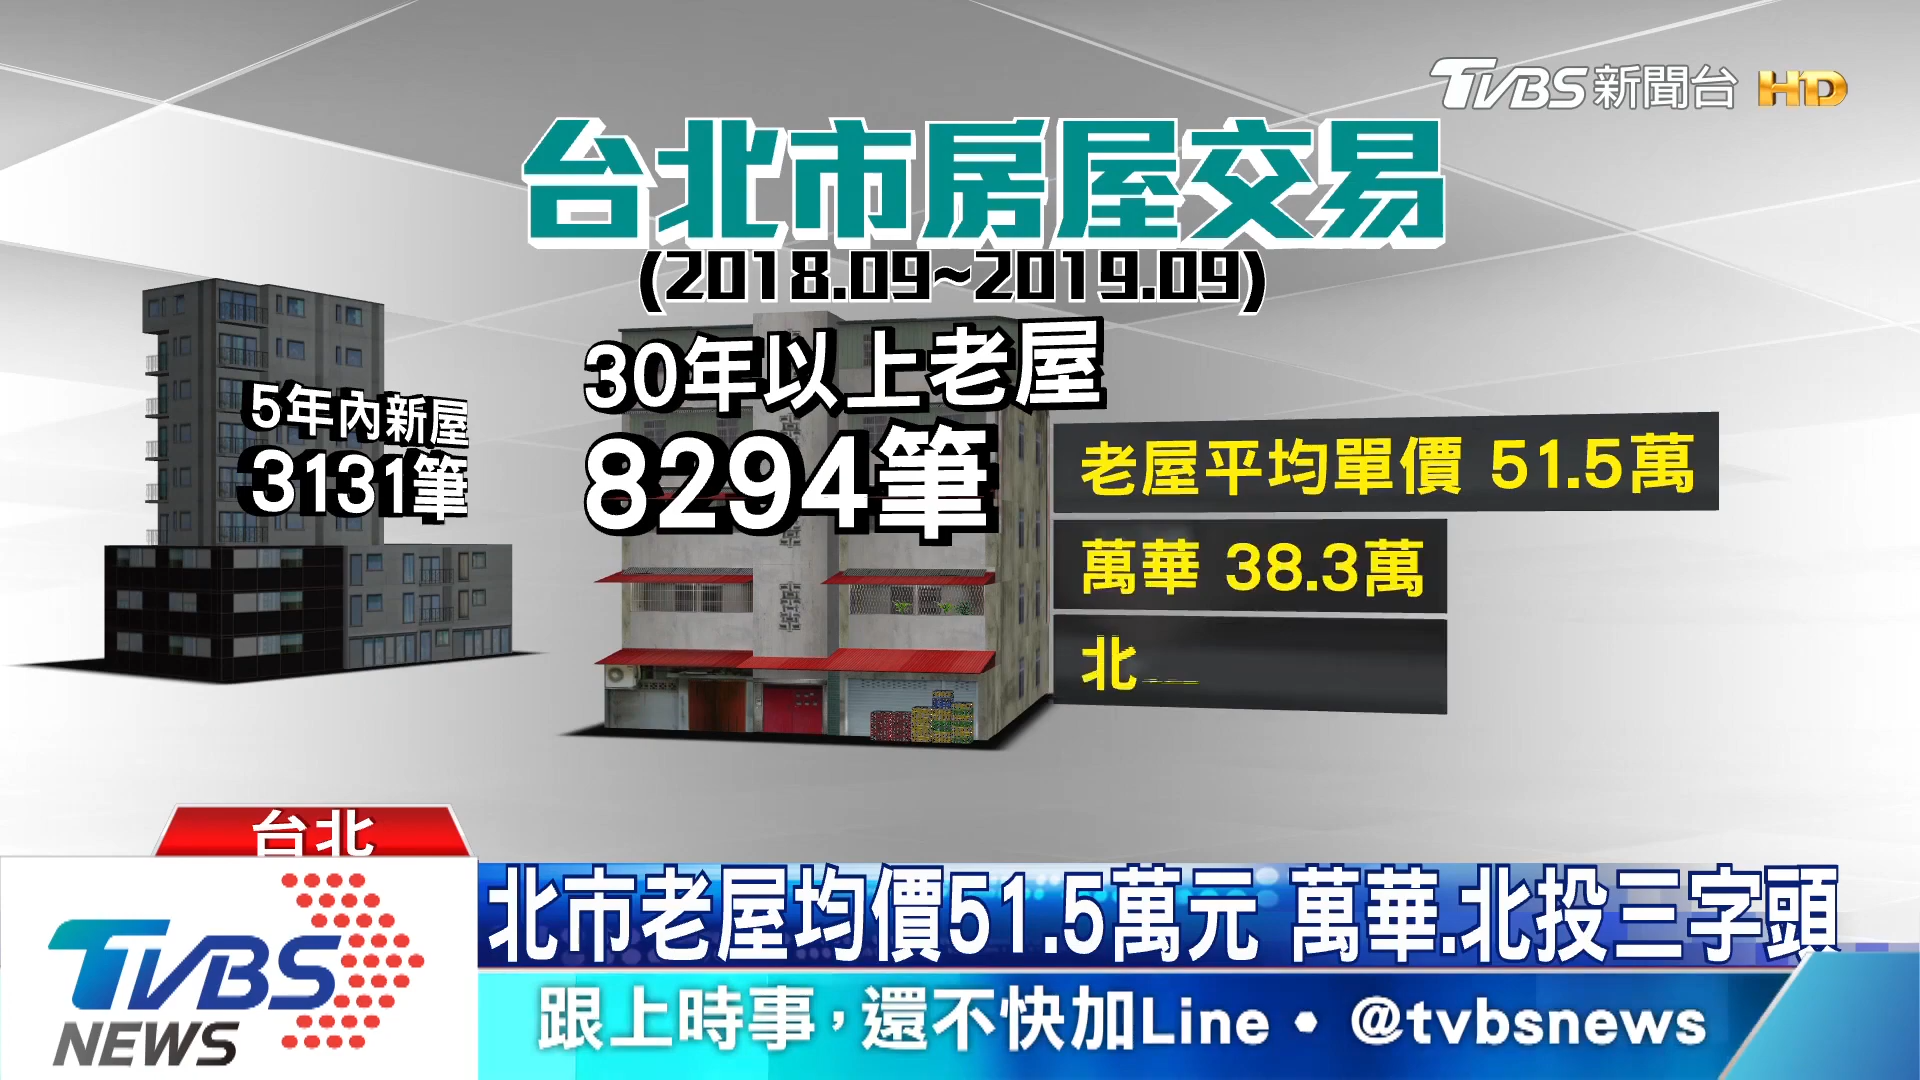 TVBS新聞台 HD
台北市房屋交易
(2018.09~2019.09)
5年內新屋
3131筆
30年以上老屋
8294筆
老屋平均單價 51.5萬
萬華 38.3萬
北
台北
北市老屋均價51.5萬元 萬華.北投三字頭
TVBS
NEWS
跟上時事，還不快加Line • @tvbsnews